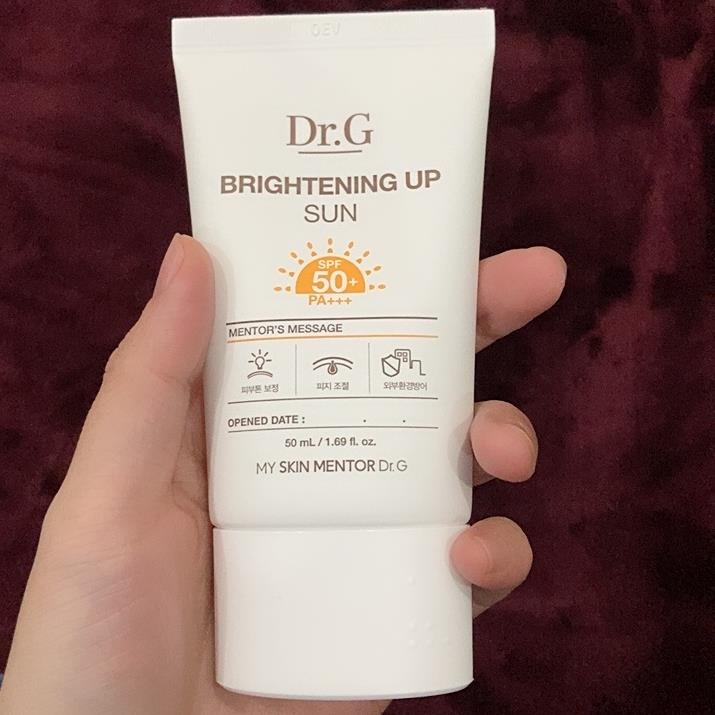 Dr.G
BRIGHTENING UP
SUN
SPF
50+
PA+++
MENTOR'S MESSAGE
피부톤 보정
피지 조절
외부환경방어
OPENED DATE : . .
50 mL / 1.69 fl. oz.
MY SKIN MENTOR Dr.G